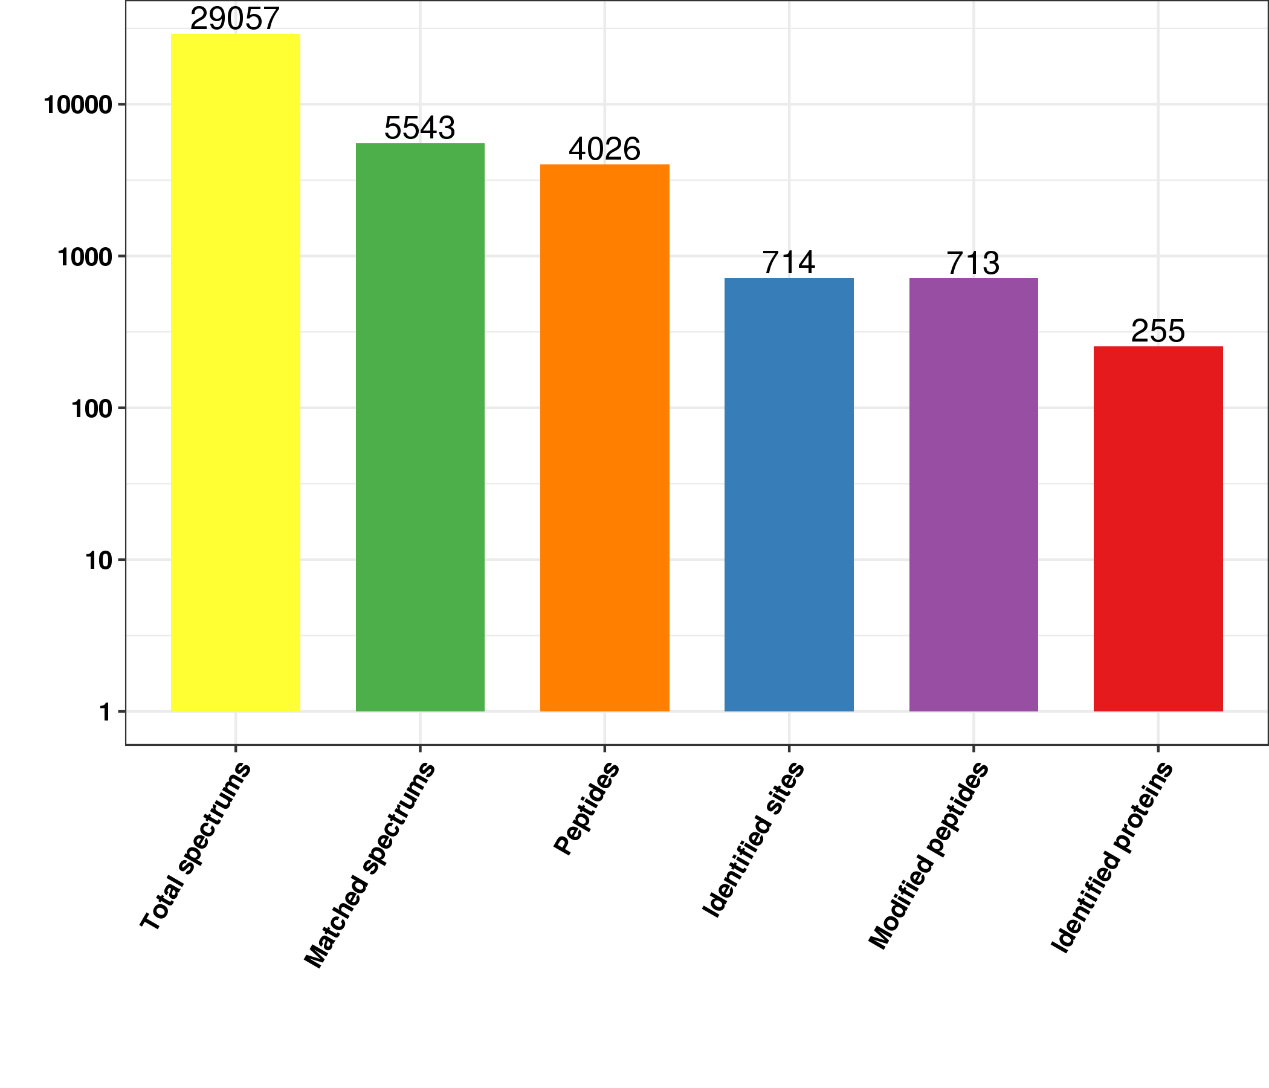 29057
5543
4026
714
713
255
10000
1000
100
10
1
Total spectrums
Matched spectrums
Peptides
Identified sites
Modified peptides
Identified proteins